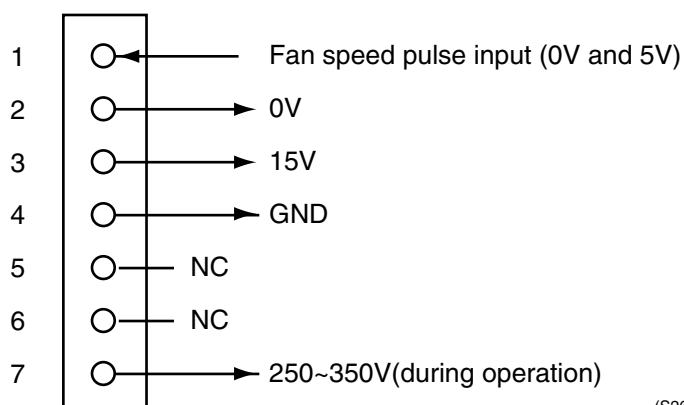 1 Fan speed pulse input (0V and 5V)
2 0V
3 15V
4 GND
5 NC
6 NC
7 250~350V(during operation)